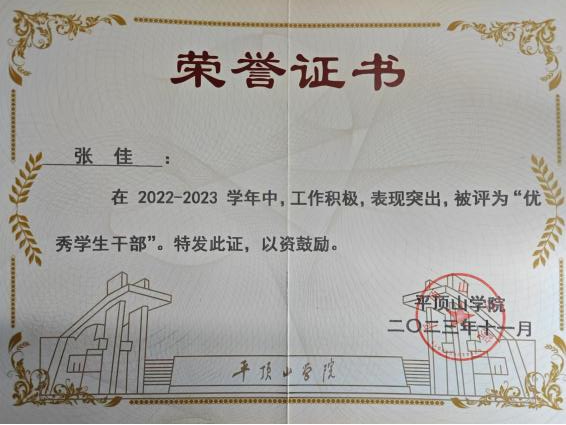 荣誉证书
张 佳 ：
在 2022-2023 学年中，工作积极，表现突出，被评为“优
秀学生干部”。特发此证，以资鼓励。
平顶山学院
二〇二三年十一月
平顶山学院